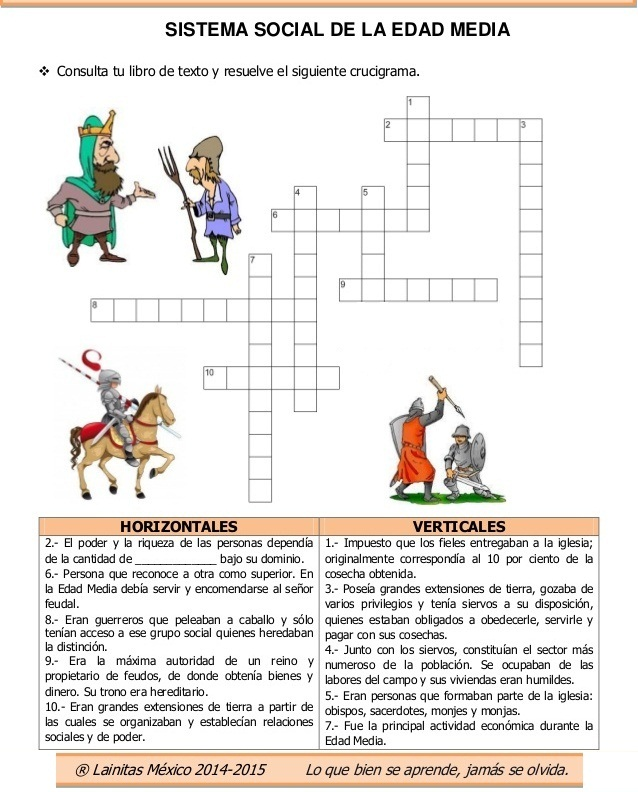 SISTEMA SOCIAL DE LA EDAD MEDIA
❖ Consulta tu libro de texto y resuelve el siguiente crucigrama.
1
2
3
4
5
6
7
9
8
10
HORIZONTALES
2.- El poder y la riqueza de las personas dependía
de la cantidad de ____________ bajo su dominio.
6.- Persona que reconoce a otra como superior. En
la Edad Media debía servir y encomendarse al señor
feudal.
8.- Eran guerreros que peleaban a caballo y sólo
tenían acceso a ese grupo social quienes heredaban
la distinción.
9.- Era la máxima autoridad de un reino y
propietario de feudos, de donde obtenía bienes y
dinero. Su trono era hereditario.
10.- Eran grandes extensiones de tierra a partir de
las cuales se organizaban y establecían relaciones
sociales y de poder.
VERTICALES
1.- Impuesto que los fieles entregaban a la iglesia;
originalmente correspondía al 10 por ciento de la
cosecha obtenida.
3.- Poseía grandes extensiones de tierra, gozaba de
varios privilegios y tenía siervos a su disposición,
quienes estaban obligados a obedecerle, servirle y
pagar con sus cosechas.
4.- Junto con los siervos, constituían el sector más
numeroso de la población. Se ocupaban de las
labores del campo y sus viviendas eran humildes.
5.- Eran personas que formaban parte de la iglesia:
obispos, sacerdotes, monjes y monjas.
7.- Fue la principal actividad económica durante la
Edad Media.
® Lainitas México 2014-2015 Lo que bien se aprende, jamás se olvida.